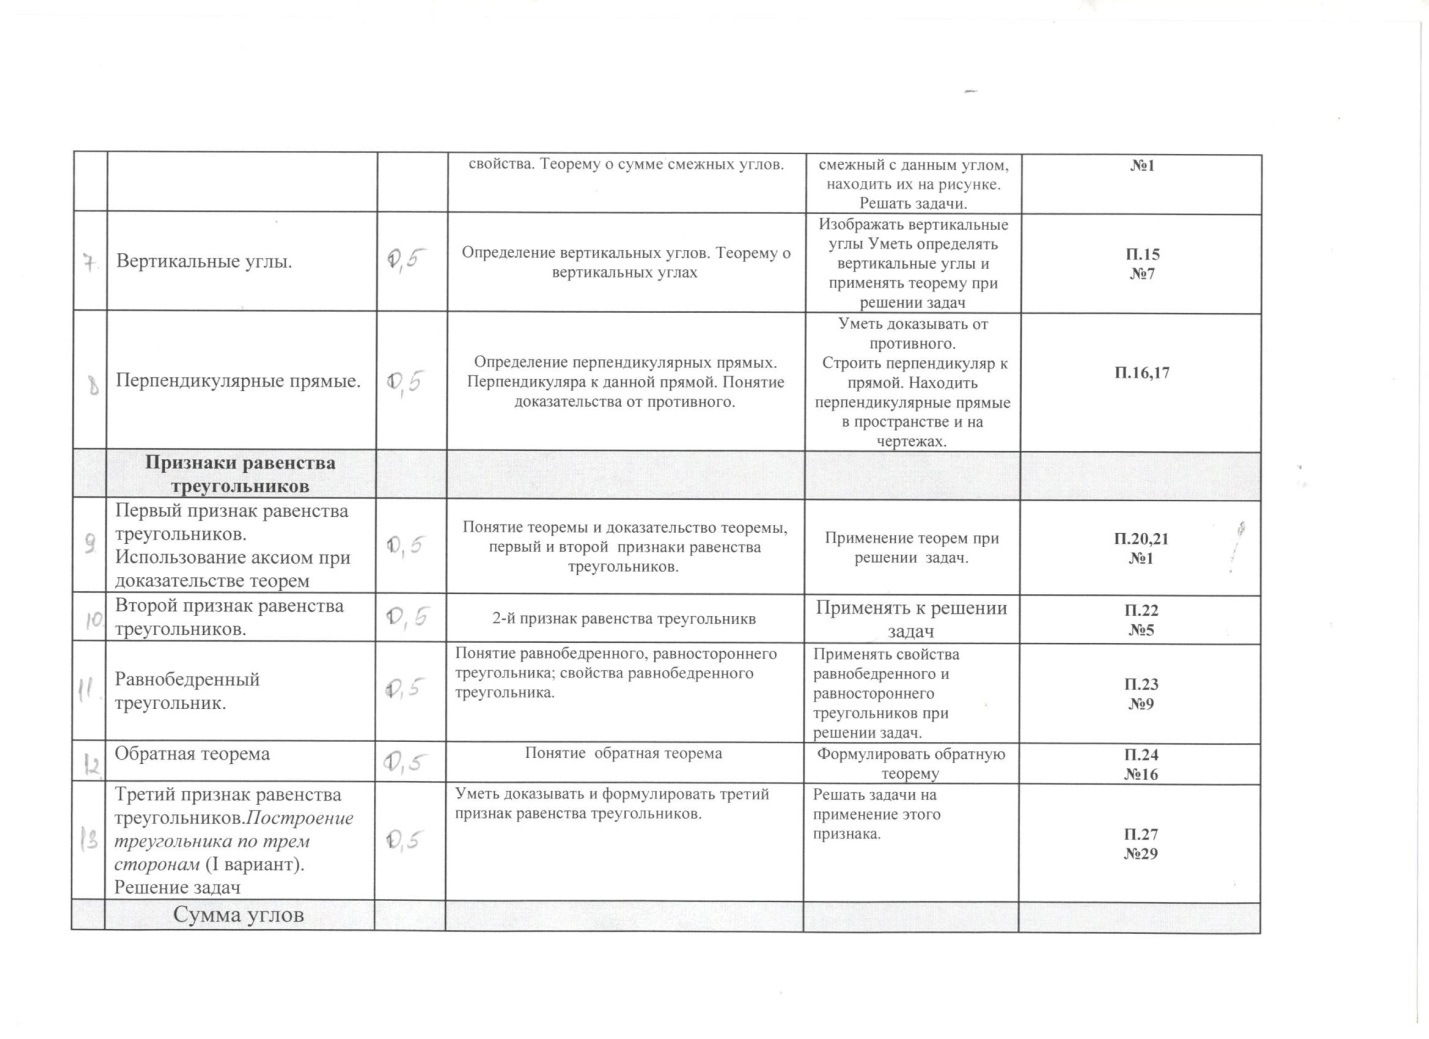 свойства. Теорему о сумме смежных углов.
смежный с данным углом,
находить их на рисунке.
Решать задачи.
№1
7
Вертикальные углы.
0,5
Определение вертикальных углов. Теорему о
вертикальных углах
Изображать вертикальные
углы Уметь определять
вертикальные углы и
применять теорему при
решении задач
П.15
№7
8
Перпендикулярные прямые.
0,5
Определение перпендикулярных прямых.
Перпендикуляра к данной прямой. Понятие
доказательства от противного.
Уметь доказывать от
противного.
Строить перпендикуляр к
прямой. Находить
перпендикулярные прямые
в пространстве и на
чертежах.
П.16,17
Признаки равенства
треугольников
9
Первый признак равенства
треугольников.
Использование аксиом при
доказательстве теорем
0,5
Понятие теоремы и доказательство теоремы,
первый и второй признаки равенства
треугольников.
Применение теорем при
решении задач.
П.20,21
№1
10
Второй признак равенства
треугольников.
0,5
2-й признак равенства треугольникв
Применять к решении
задач
П.22
№5
11
Равнобедренный
треугольник.
0,5
Понятие равнобедренного, равностороннего
треугольника; свойства равнобедренного
треугольника.
Применять свойства
равнобедренного и
равностороннего
треугольников при
решении задач.
П.23
№9
12
Обратная теорема
0,5
Понятие обратная теорема
Формулировать обратную
теорему
П.24
№16
13
Третий признак равенства
треугольников.Построение
треугольника по трем
сторонам (I вариант).
Решение задач
0,5
Уметь доказывать и формулировать третий
признак равенства треугольников.
Решать задачи на
применение этого
признака.
П.27
№29
Сумма углов